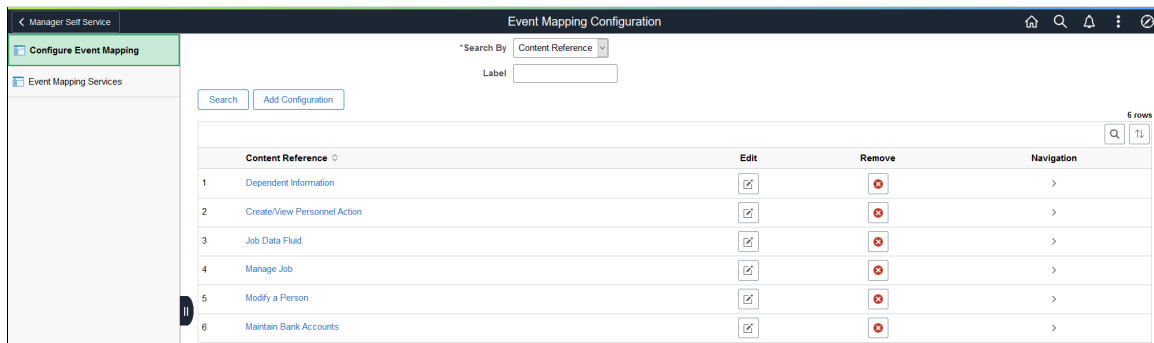 Manager Self Service
Event Mapping Configuration
Configure Event Mapping
Event Mapping Services
*Search By Content Reference
Label
Search Add Configuration
6 rows
Content Reference Edit Remove Navigation
1 Dependent Information
2 Create/View Personnel Action
3 Job Data Fluid
4 Manage Job
5 Modify a Person
6 Maintain Bank Accounts